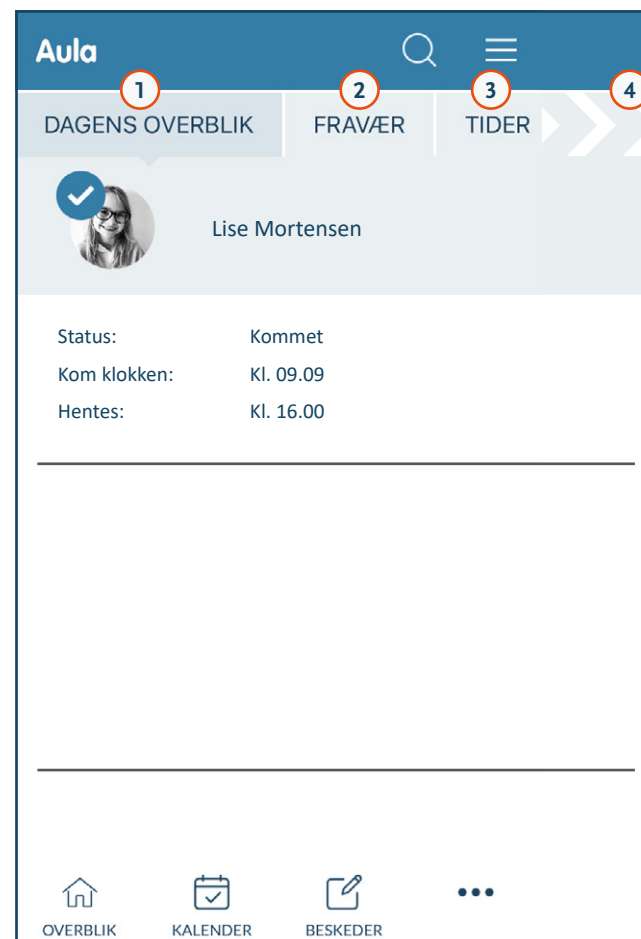 Aula
1 2 3 4
DAGENS OVERBLIK FRAVÆR TIDER
Lise Mortensen
Status: Kommet
Kom klokken: Kl. 09.09
Hentes: Kl. 16.00
OVERBLIK KALENDER BESKEDER